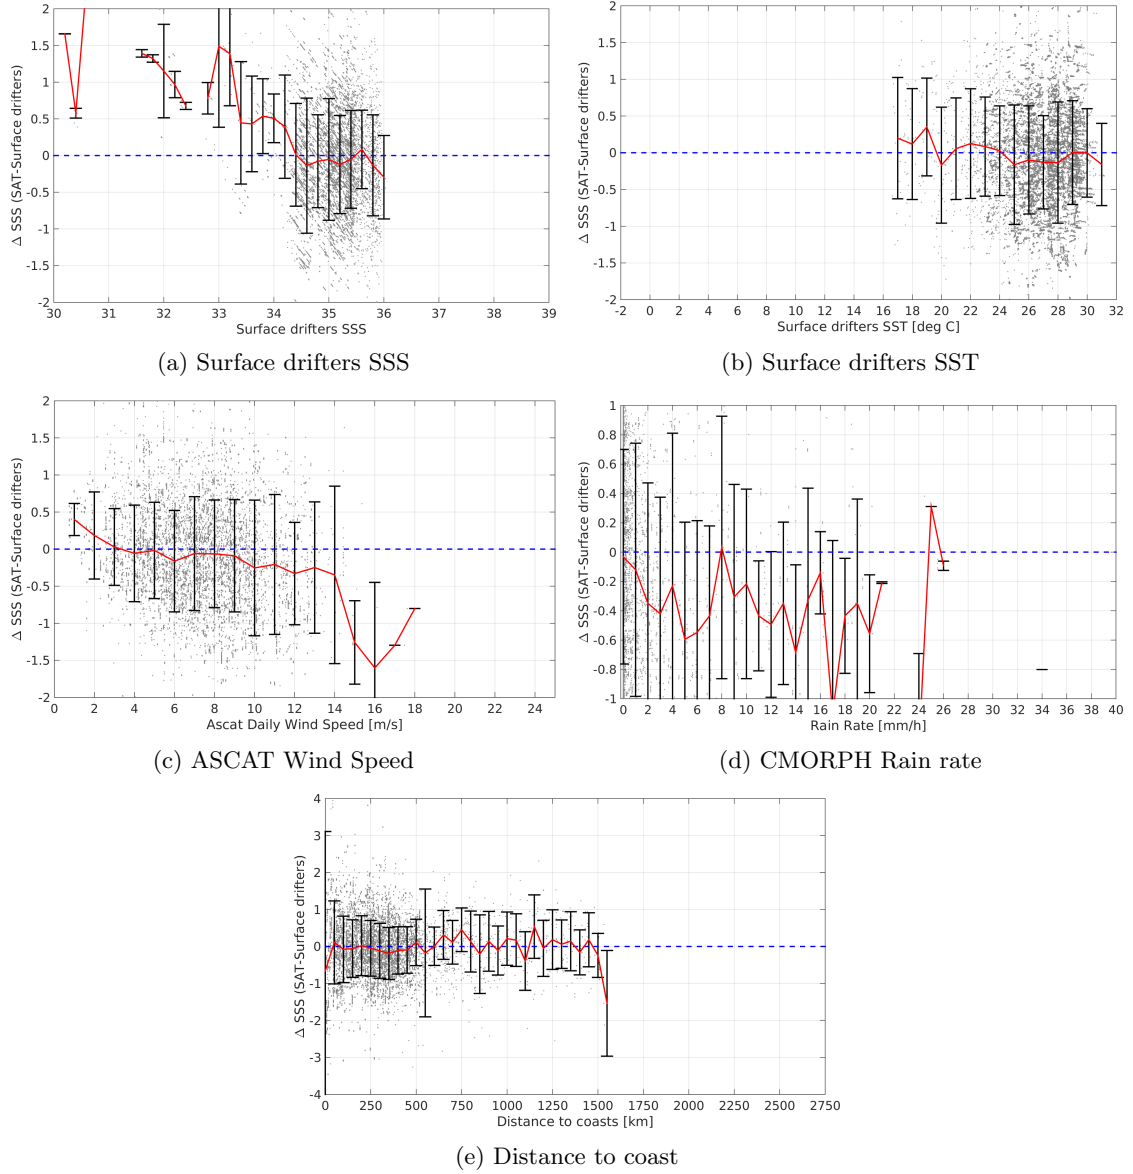 2
1.5
1
0.5
0
-0.5
-1
-1.5
-2
Δ SSS (SAT-Surface drifters)
30 31 32 33 34 35 36 37 38 39
Surface drifters SSS
(a) Surface drifters SSS
2
1.5
1
0.5
0
-0.5
-1
-1.5
-2
Δ SSS (SAT-Surface drifters)
-2 0 2 4 6 8 10 12 14 16 18 20 22 24 26 28 30 32
Surface drifters SST [deg C]
(b) Surface drifters SST
2
1.5
1
0.5
0
-0.5
-1
-1.5
-2
Δ SSS (SAT-Surface drifters)
0 2 4 6 8 10 12 14 16 18 20 22 24
Ascat Daily Wind Speed [m/s]
(c) ASCAT Wind Speed
1
0.8
0.6
0.4
0.2
0
-0.2
-0.4
-0.6
-0.8
-1
Δ SSS (SAT-Surface drifters)
0 2 4 6 8 10 12 14 16 18 20 22 24 26 28 30 32 34 36 38 40
Rain Rate [mm/h]
(d) CMORPH Rain rate
4
3
2
1
0
-1
-2
-3
-4
Δ SSS (SAT-Surface drifters)
0 250 500 750 1000 1250 1500 1750 2000 2250 2500 2750
Distance to coasts [km]
(e) Distance to coast